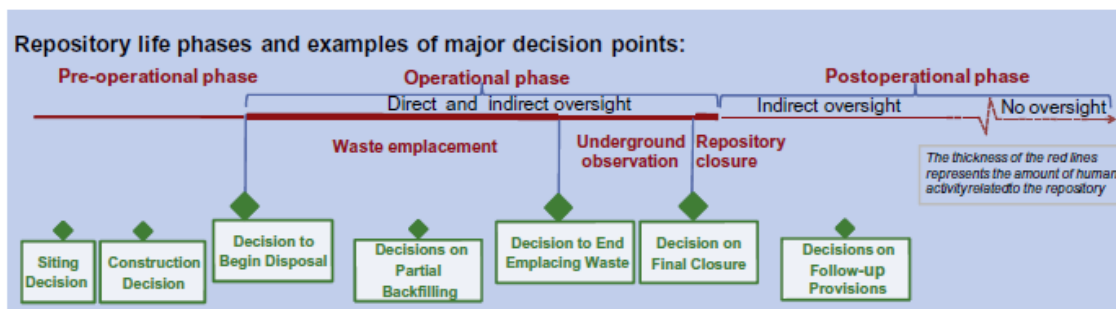 Repository life phases and examples of major decision points:
Pre-operational phase
Operational phase
Postoperational phase
Direct and indirect oversight
Indirect oversight
No oversight
Waste emplacement
Underground
observation
Repository
closure
The thickness of the red lines
represents the amount of human
activityrelatedto the repository
Siting
Decision
Construction
Decision
Decision to
Begin Disposal
Decisions on
Partial
Backfilling
Decision to End
Emplacing Waste
Decision on
Final Closure
Decisions on
Follow-up
Provisions